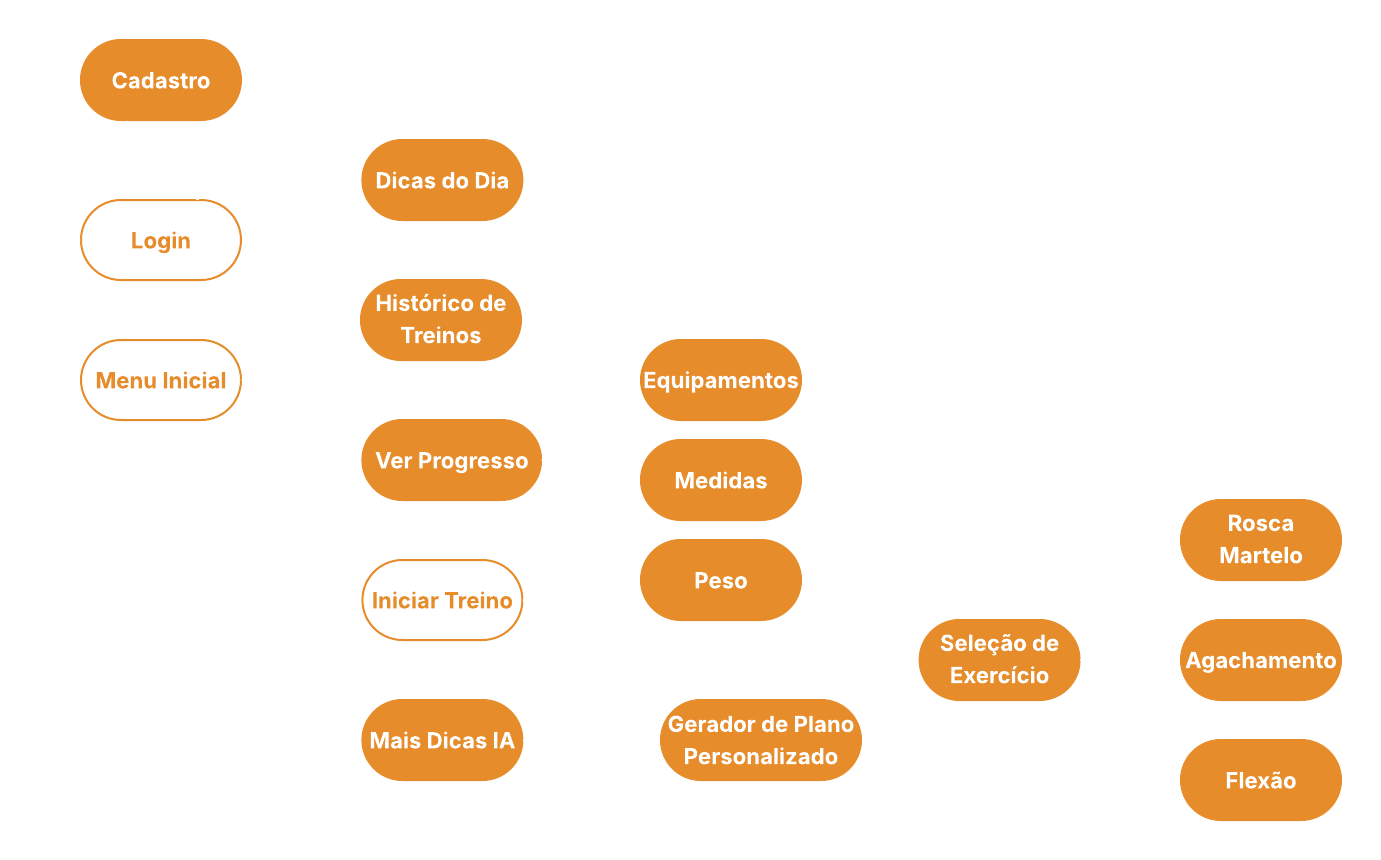 Cadastro
Login
Menu Inicial
Dicas do Dia
Histórico de
Treinos
Ver Progresso
Iniciar Treino
Mais Dicas IA
Equipamentos
Medidas
Peso
Gerador de Plano
Personalizado
Seleção de
Exercício
Rosca
Martelo
Agachamento
Flexão